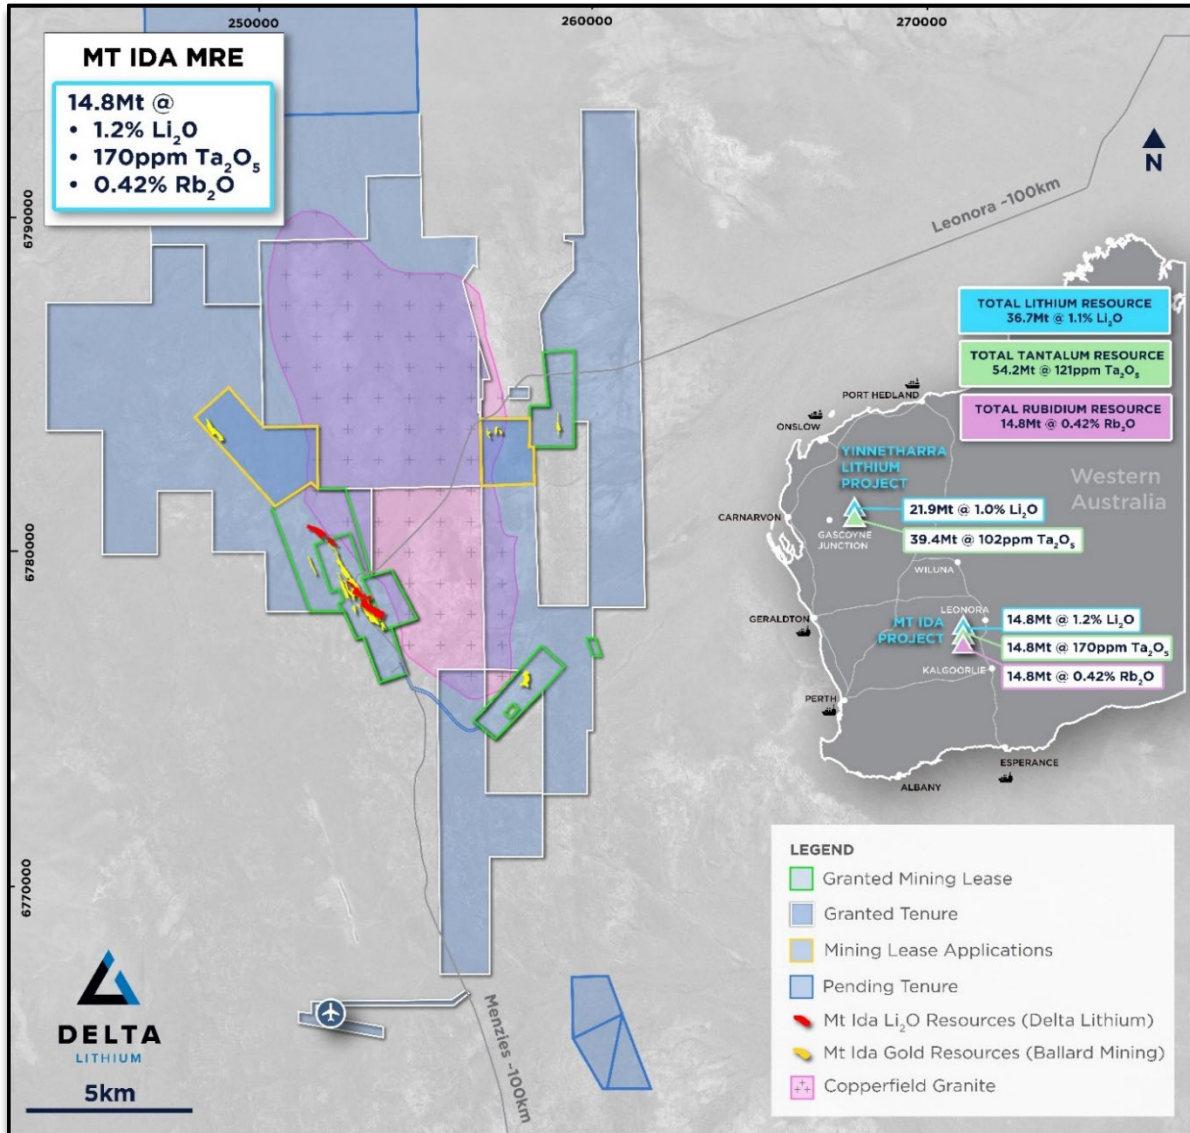 250000
260000
270000
MT IDA MRE
14.8Mt @
• 1.2% Li₂O
• 170ppm Ta₂O₅
• 0.42% Rb₂O
N
6790000
Leonora ~100km
TOTAL LITHIUM RESOURCE
36.7Mt @ 1.1% Li₂O
TOTAL TANTALUM RESOURCE
54.2Mt @ 121ppm Ta₂O₅
TOTAL RUBIDIUM RESOURCE
14.8Mt @ 0.42% Rb₂O
PORT HEDLAND
ONSLOW
YINNETHARRA
LITHIUM
PROJECT
Western
Australia
21.9Mt @ 1.0% Li₂O
CARNARVON
GASCOYNE
JUNCTION
39.4Mt @ 102ppm Ta₂O₅
6780000
WILUNA
LEONORA
GERALDTON
MT IDA
PROJECT
14.8Mt @ 1.2% Li₂O
14.8Mt @ 170ppm Ta₂O₅
KALGOORLIE
14.8Mt @ 0.42% Rb₂O
PERTH
ESPERANCE
ALBANY
6770000
LEGEND
Granted Mining Lease
Granted Tenure
Mining Lease Applications
Pending Tenure
Mt Ida Li₂O Resources (Delta Lithium)
Mt Ida Gold Resources (Ballard Mining)
Copperfield Granite
Menzies ~100km
DELTA
LITHIUM
5km